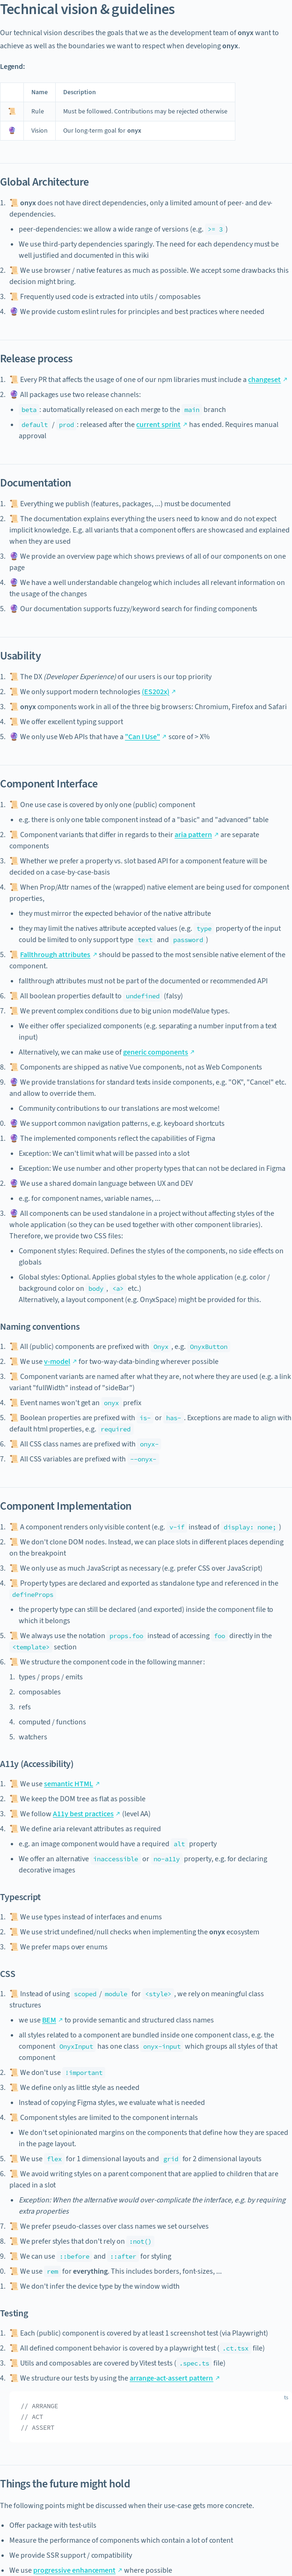 Technical vision & guidelines
Our technical vision describes the goals that we as the development team of onyx want to
achieve as well as the boundaries we want to respect when developing onyx.
Legend:
Name Description
📜 Rule Must be followed. Contributions may be rejected otherwise
🔮 Vision Our long-term goal for onyx
Global Architecture
1. 📜 onyx does not have direct dependencies, only a limited amount of peer- and dev-
dependencies.
• peer-dependencies: we allow a wide range of versions (e.g. >= 3 )
• We use third-party dependencies sparingly. The need for each dependency must be
well justified and documented in this wiki
2. 📜 We use browser / native features as much as possible. We accept some drawbacks this
decision might bring.
3. 📜 Frequently used code is extracted into utils / composables
4. 🔮 We provide custom eslint rules for principles and best practices where needed
Release process
1. 📜 Every PR that affects the usage of one of our npm libraries must include a changeset ↗
2. 🔮 All packages use two release channels:
• beta : automatically released on each merge to the main branch
• default / prod : released after the current sprint ↗ has ended. Requires manual
approval
Documentation
1. 📜 Everything we publish (features, packages, ...) must be documented
2. 📜 The documentation explains everything the users need to know and do not expect
implicit knowledge. E.g. all variants that a component offers are showcased and explained
when they are used
3. 🔮 We provide an overview page which shows previews of all of our components on one
page
4. 🔮 We have a well understandable changelog which includes all relevant information on
the usage of the changes
5. 🔮 Our documentation supports fuzzy/keyword search for finding components
Usability
1. 📜 The DX (Developer Experience) of our users is our top priority
2. 📜 We only support modern technologies (ES202x) ↗
3. 📜 onyx components work in all of the three big browsers: Chromium, Firefox and Safari
4. 📜 We offer excellent typing support
5. 🔮 We only use Web APIs that have a "Can I Use" ↗ score of > X%
Component Interface
1. 📜 One use case is covered by only one (public) component
• e.g. there is only one table component instead of a "basic" and "advanced" table
2. 📜 Component variants that differ in regards to their aria pattern ↗ are separate
components
3. 📜 Whether we prefer a property vs. slot based API for a component feature will be
decided on a case-by-case-basis
4. 📜 When Prop/Attr names of the (wrapped) native element are being used for component
properties,
• they must mirror the expected behavior of the native attribute
• they may limit the natives attribute accepted values (e.g. type property of the input
could be limited to only support type text and password )
5. 📜 Fallthrough attributes ↗ should be passed to the most sensible native element of the
component.
• fallthrough attributes must not be part of the documented or recommended API
6. 📜 All boolean properties default to undefined (falsy)
7. 📜 We prevent complex conditions due to big union modelValue types.
• We either offer specialized components (e.g. separating a number input from a text
input)
• Alternatively, we can make use of generic components ↗
8. 📜 Components are shipped as native Vue components, not as Web Components
9. 🔮 We provide translations for standard texts inside components, e.g. "OK", "Cancel" etc.
and allow to override them.
• Community contributions to our translations are most welcome!
0. 🔮 We support common navigation patterns, e.g. keyboard shortcuts
1. 🔮 The implemented components reflect the capabilities of Figma
• Exception: We can't limit what will be passed into a slot
• Exception: We use number and other property types that can not be declared in Figma
2. 🔮 We use a shared domain language between UX and DEV
• e.g. for component names, variable names, ...
3. 🔮 All components can be used standalone in a project without affecting styles of the
whole application (so they can be used together with other component libraries).
Therefore, we provide two CSS files:
• Component styles: Required. Defines the styles of the components, no side effects on
globals
• Global styles: Optional. Applies global styles to the whole application (e.g. color /
background color on body , <a> etc.)
Alternatively, a layout component (e.g. OnyxSpace) might be provided for this.
Naming conventions
1. 📜 All (public) components are prefixed with Onyx , e.g. OnyxButton
2. 📜 We use v-model ↗ for two-way-data-binding wherever possible
3. 📜 Component variants are named after what they are, not where they are used (e.g. a link
variant "fullWidth" instead of "sideBar")
4. 📜 Event names won't get an onyx prefix
5. 📜 Boolean properties are prefixed with is- or has- . Exceptions are made to align with
default html properties, e.g. required
6. 📜 All CSS class names are prefixed with onyx-
7. 📜 All CSS variables are prefixed with --onyx-
Component Implementation
1. 📜 A component renders only visible content (e.g. v-if instead of display: none; )
2. 📜 We don't clone DOM nodes. Instead, we can place slots in different places depending
on the breakpoint
3. 📜 We only use as much JavaScript as necessary (e.g. prefer CSS over JavaScript)
4. 📜 Property types are declared and exported as standalone type and referenced in the
defineProps
• the property type can still be declared (and exported) inside the component file to
which it belongs
5. 📜 We always use the notation props.foo instead of accessing foo directly in the
<template> section
6. 📜 We structure the component code in the following manner:
1. types / props / emits
2. composables
3. refs
4. computed / functions
5. watchers
A11y (Accessibility)
1. 📜 We use semantic HTML ↗
2. 📜 We keep the DOM tree as flat as possible
3. 📜 We follow A11y best practices ↗ (level AA)
4. 📜 We define aria relevant attributes as required
• e.g. an image component would have a required alt property
• We offer an alternative inaccessible or no-a11y property, e.g. for declaring
decorative images
Typescript
1. 📜 We use types instead of interfaces and enums
2. 📜 We use strict undefined/null checks when implementing the onyx ecosystem
3. 📜 We prefer maps over enums
CSS
1. 📜 Instead of using scoped / module for <style> , we rely on meaningful class
structures
• we use BEM ↗ to provide semantic and structured class names
• all styles related to a component are bundled inside one component class, e.g. the
component OnyxInput has one class onyx-input which groups all styles of that
component
2. 📜 We don't use !important
3. 📜 We define only as little style as needed
• Instead of copying Figma styles, we evaluate what is needed
4. 📜 Component styles are limited to the component internals
• We don't set opinionated margins on the components that define how they are spaced
in the page layout.
5. 📜 We use flex for 1 dimensional layouts and grid for 2 dimensional layouts
6. 📜 We avoid writing styles on a parent component that are applied to children that are
placed in a slot
• Exception: When the alternative would over-complicate the interface, e.g. by requiring
extra properties
7. 📜 We prefer pseudo-classes over class names we set ourselves
8. 📜 We prefer styles that don't rely on :not()
9. 📜 We can use ::before and ::after for styling
0. 📜 We use rem for everything. This includes borders, font-sizes, ...
1. 📜 We don't infer the device type by the window width
Testing
1. 📜 Each (public) component is covered by at least 1 screenshot test (via Playwright)
2. 📜 All defined component behavior is covered by a playwright test ( .ct.tsx file)
3. 📜 Utils and composables are covered by Vitest tests ( .spec.ts file)
4. 📜 We structure our tests by using the arrange-act-assert pattern ↗
ts
// ARRANGE
// ACT
// ASSERT
Things the future might hold
The following points might be discussed when their use-case gets more concrete.
• Offer package with test-utils
• Measure the performance of components which contain a lot of content
• We provide SSR support / compatibility
• We use progressive enhancement ↗ where possible